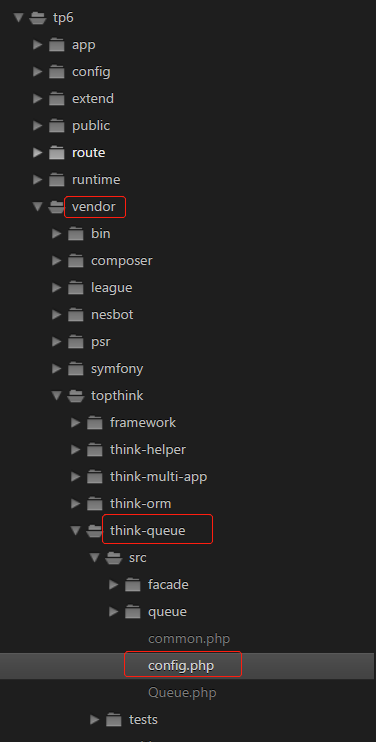 tp6
app
config
extend
public
route
runtime
vendor
bin
composer
league
nesbot
psr
symfony
topthink
framework
think-helper
think-multi-app
think-orm
think-queue
src
facade
queue
common.php
config.php
Queue.php
tests